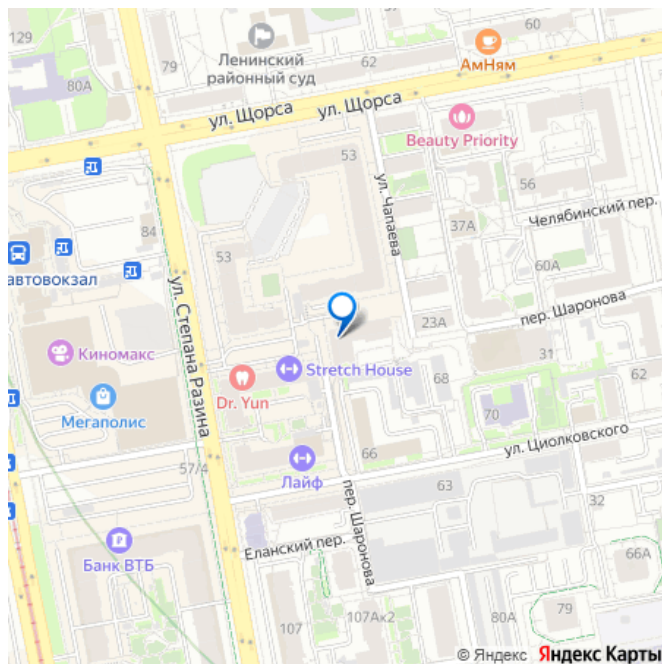 129
79
Ленинский
районный суд
62
60
АмНям
80А
ул. Щорса
ул. Щорса
Beauty Priority
53
ул. Чапаева
56
Челябинский пер.
37А
84
53
60А
автовокзал
ул. Степана Разина
пер. Шаронова
23А
Киномакс
Stretch House
31
Dr. Yun
68
62
Мегаполис
70
ул. Циолковского
66
57/4
Лайф
63
пер. Шаронова
32
Еланский пер.
Банк ВТБ
66А
107
107Ак2
80А
79
© Яндекс Яндекс Карты